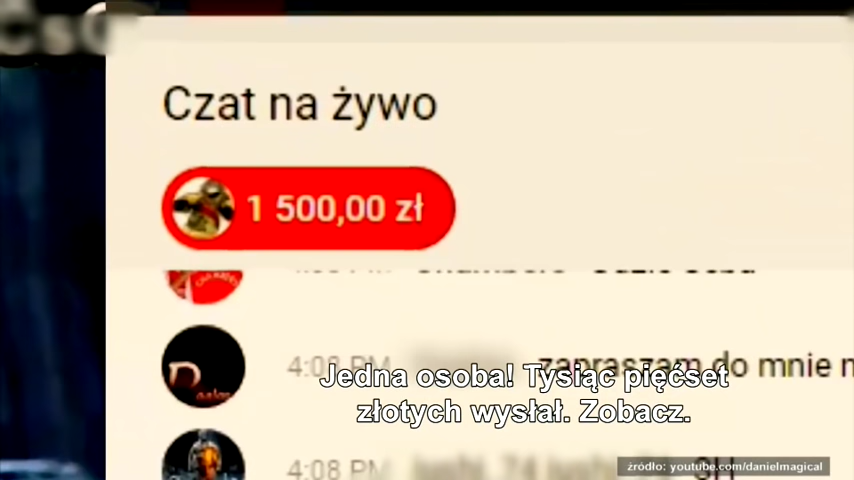 Czat na żywo
1 500,00 zł
4:08 PM zapraszam do mnie n
Jedna osoba! Tysiąc pięćset
złotych wysłał. Zobacz.
4:08 PM
źródło: youtube.com/danielmagical